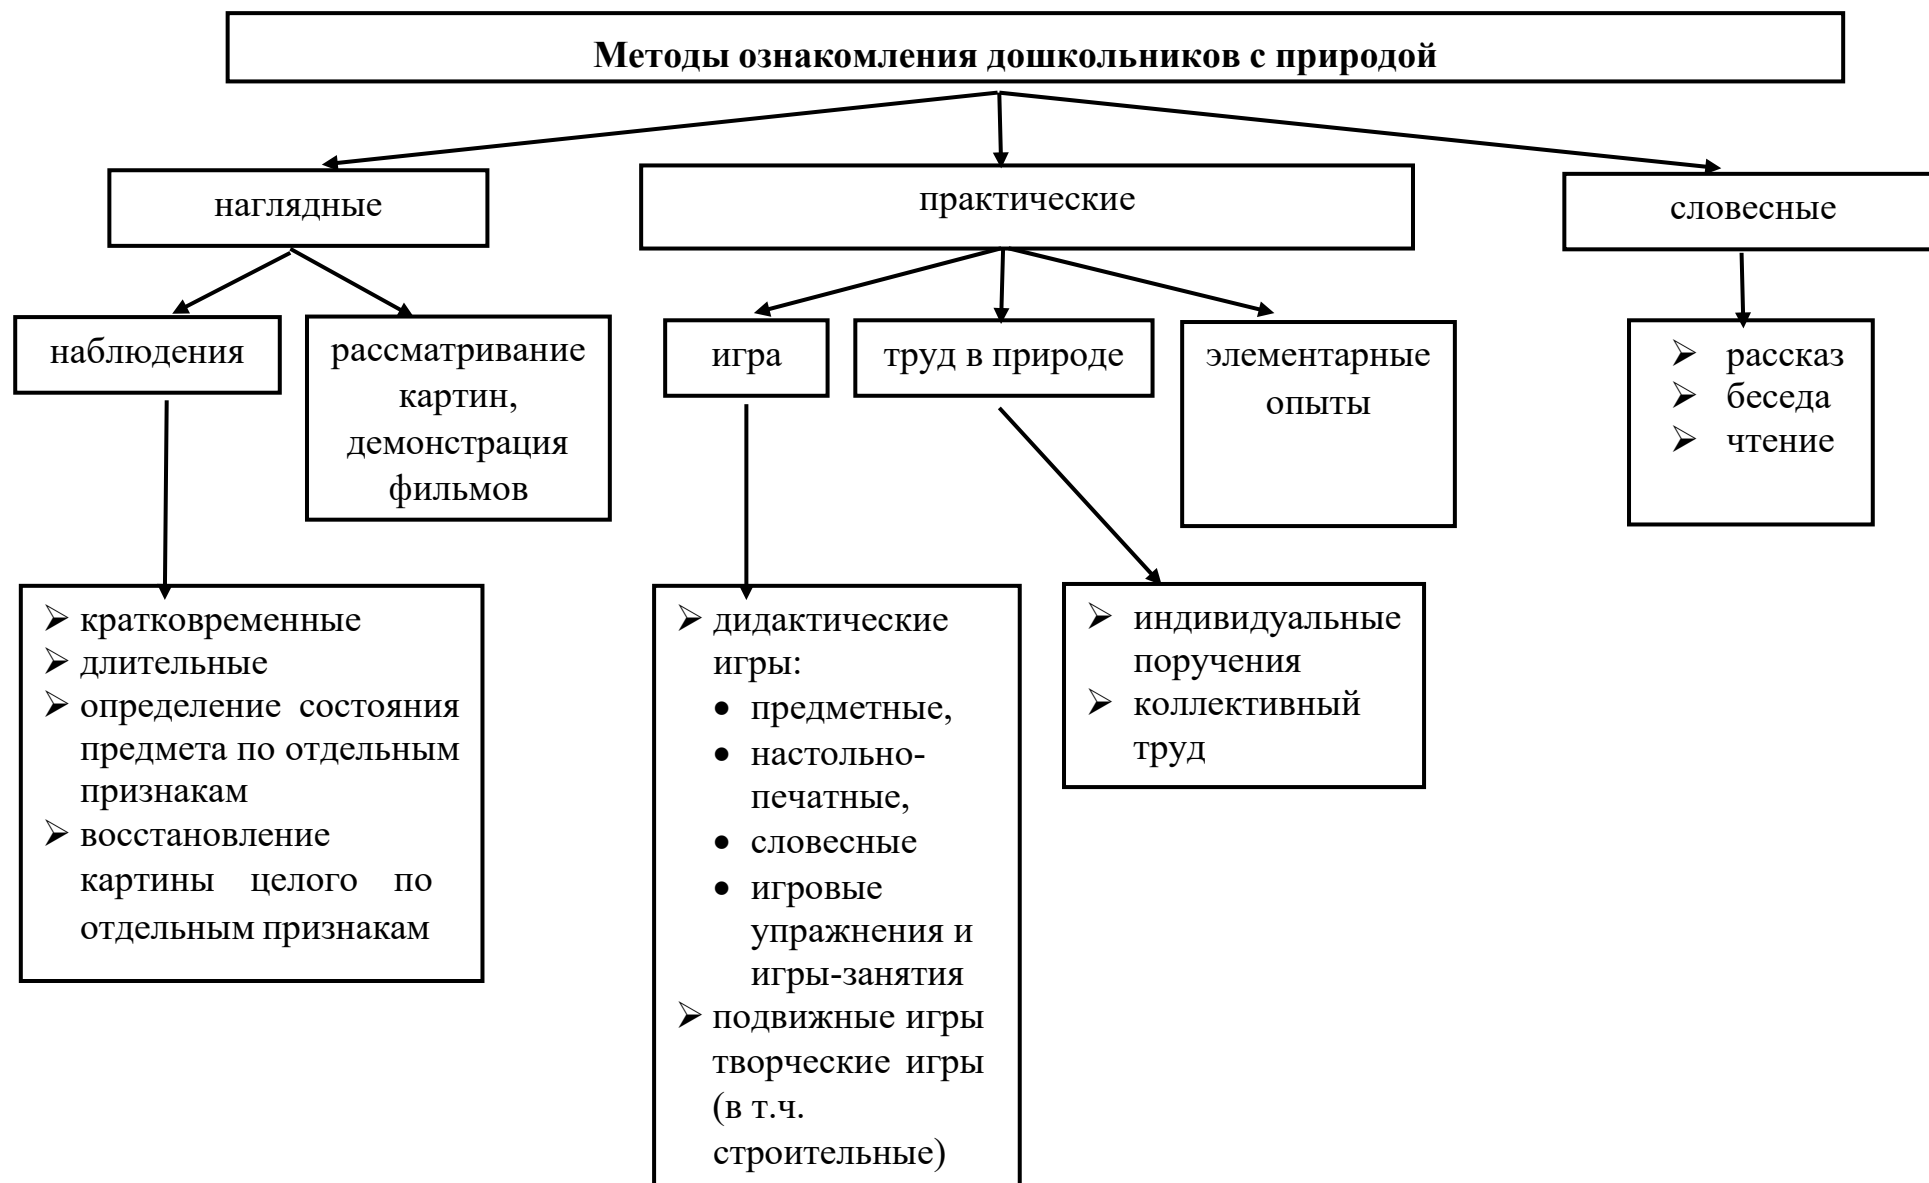 Методы ознакомления дошкольников с природой
наглядные
практические
словесные
наблюдения
рассматривание
картин,
демонстрация
фильмов
игра
труд в природе
элементарные
опыты
➢ рассказ
➢ беседа
➢ чтение
➢ кратковременные
➢ длительные
➢ определение состояния
предмета по отдельным
признакам
➢ восстановление
картины целого по
отдельным признакам
➢ дидактические
игры:
• предметные,
• настольно-
печатные,
• словесные
• игровые
упражнения и
игры-занятия
➢ подвижные игры
творческие игры
(в т.ч.
строительные)
➢ индивидуальные
поручения
➢ коллективный
труд